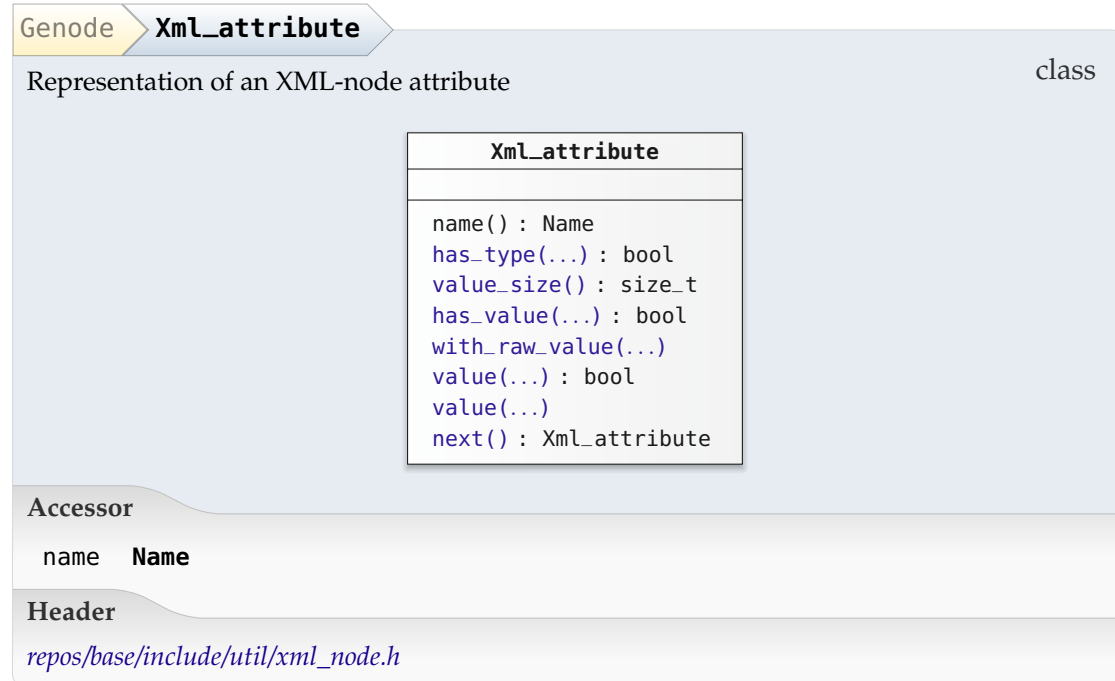 Genode Xml_attribute
Representation of an XML-node attribute
class
Xml_attribute
name() : Name
has_type(...) : bool
value_size() : size_t
has_value(...) : bool
with_raw_value(...)
value(...) : bool
value(...)
next() : Xml_attribute
Accessor
name Name
Header
repos/base/include/util/xml_node.h